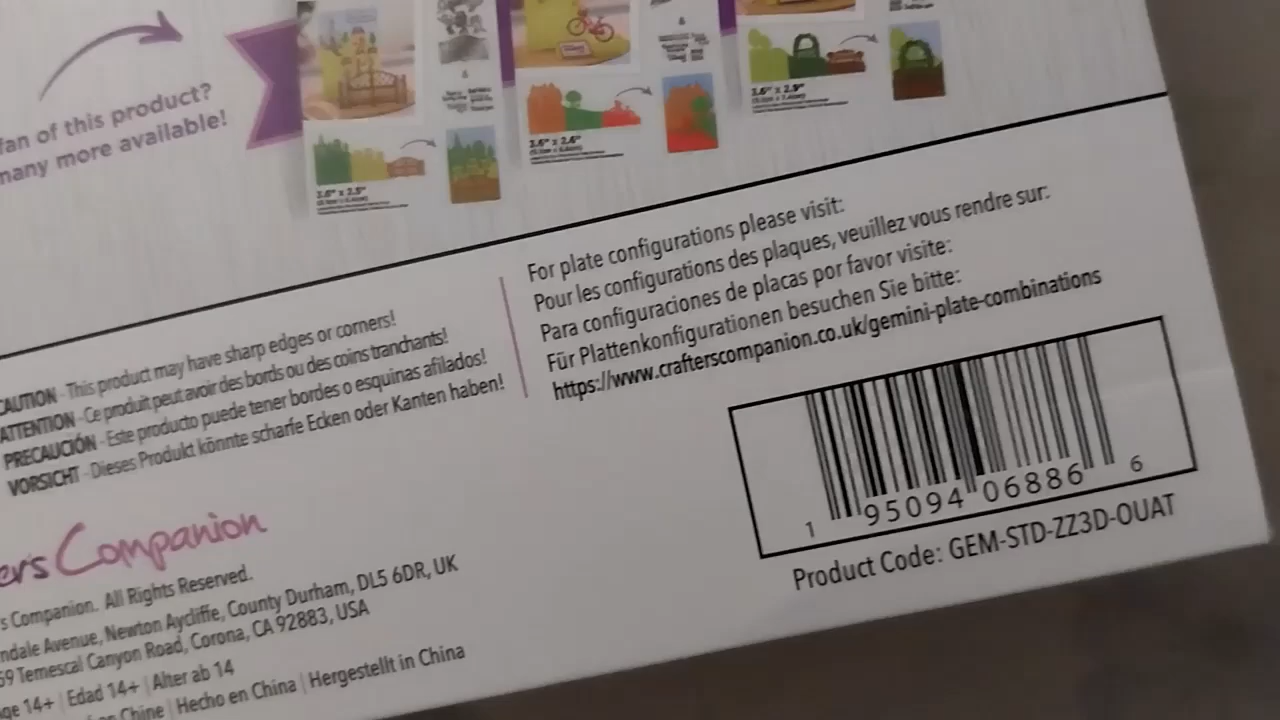 fan of this product?
many more available!
3.6" x 2.5"
3.6" x 2.6"
3.6" x 2.9"
CAUTION - This product may have sharp edges or corners!
ATTENTION - Ce produit peut avoir des bords ou des coins tranchants!
PRECAUCIÓN - Este producto puede tener bordes o esquinas afilados!
VORSICHT - Dieses Produkt könnte scharfe Ecken oder Kanten haben!
For plate configurations please visit:
Pour les configurations des plaques, veuillez vous rendre sur:
Para configuraciones de placas por favor visite:
Für Plattenkonfigurationen besuchen Sie bitte:
https://www.crafterscompanion.co.uk/gemini-plate-combinations
1 95094 06886 6
Product Code: GEM-STD-ZZ3D-OUAT
er's Companion
s Companion. All Rights Reserved.
ndale Avenue, Newton Aycliffe, County Durham, DL5 6DR, UK
59 Temescal Canyon Road, Corona, CA 92883, USA
ge 14+ | Edad 14+ | Alter ab 14
en Chine | Hecho en China | Hergestellt in China